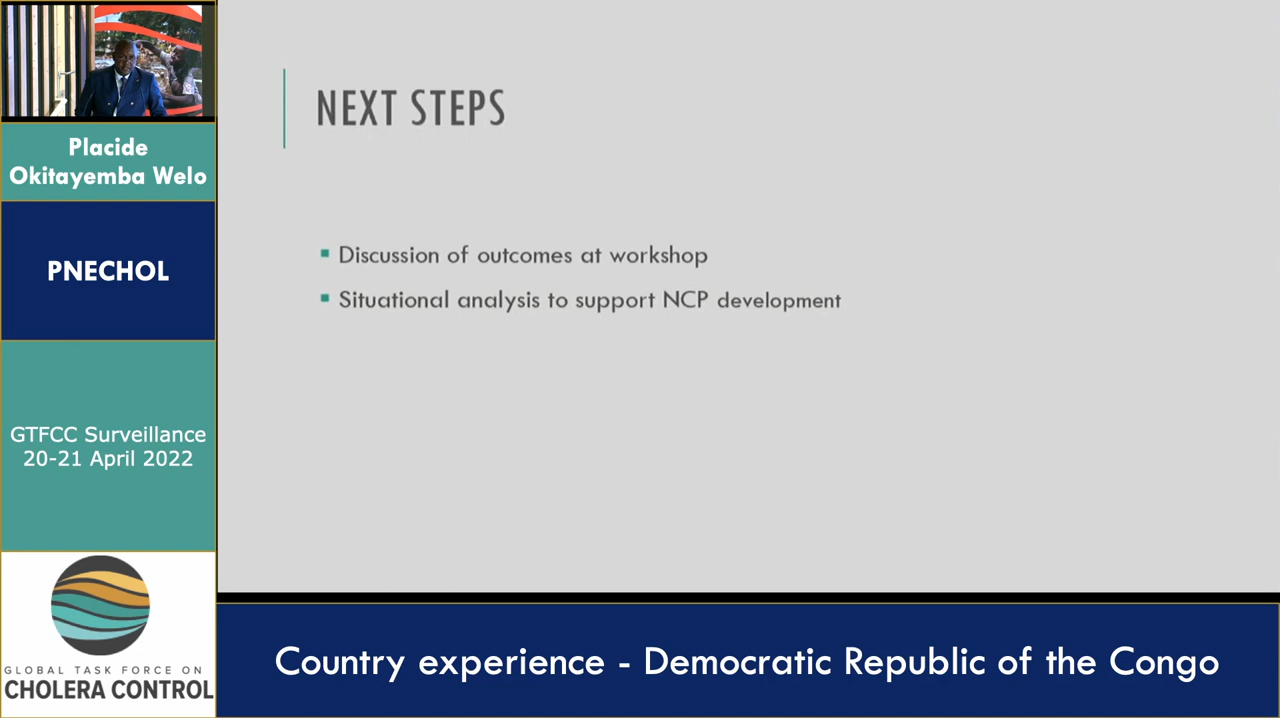 Placide
Okitayemba Welo
PNECHOL
GTFCC Surveillance
20-21 April 2022
GLOBAL TASK FORCE ON
CHOLERA CONTROL
NEXT STEPS
Discussion of outcomes at workshop
Situational analysis to support NCP development
Country experience - Democratic Republic of the Congo